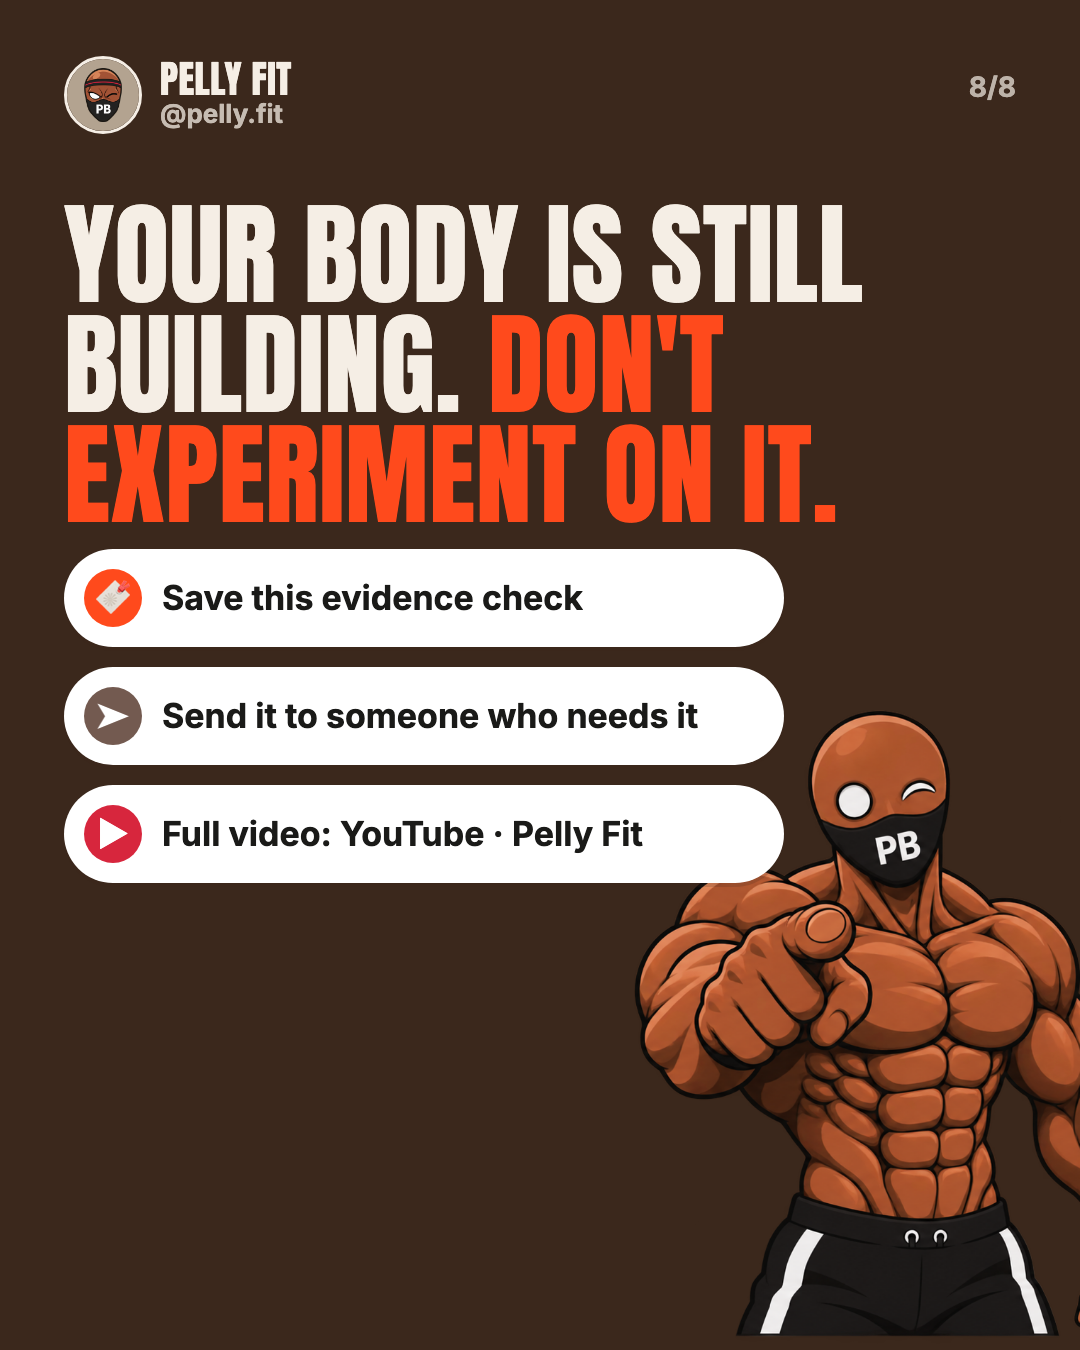 PB
PELLY FIT
@pelly.fit
8/8
YOUR BODY IS STILL
BUILDING. DON'T
EXPERIMENT ON IT.
Save this evidence check
Send it to someone who needs it
Full video: YouTube · Pelly Fit
PB